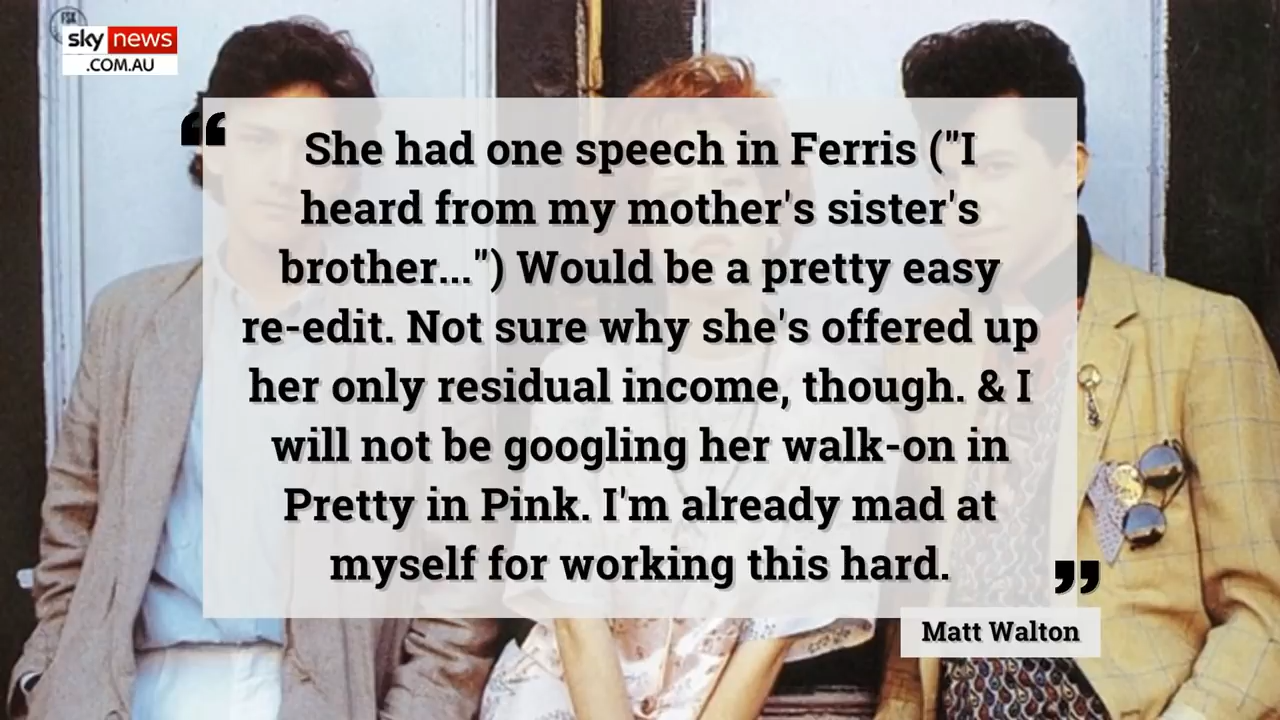 FSK
sky news
.COM.AU
“
She had one speech in Ferris ("I
heard from my mother's sister's
brother...") Would be a pretty easy
re-edit. Not sure why she's offered up
her only residual income, though. & I
will not be googling her walk-on in
Pretty in Pink. I'm already mad at
myself for working this hard.
”
Matt Walton